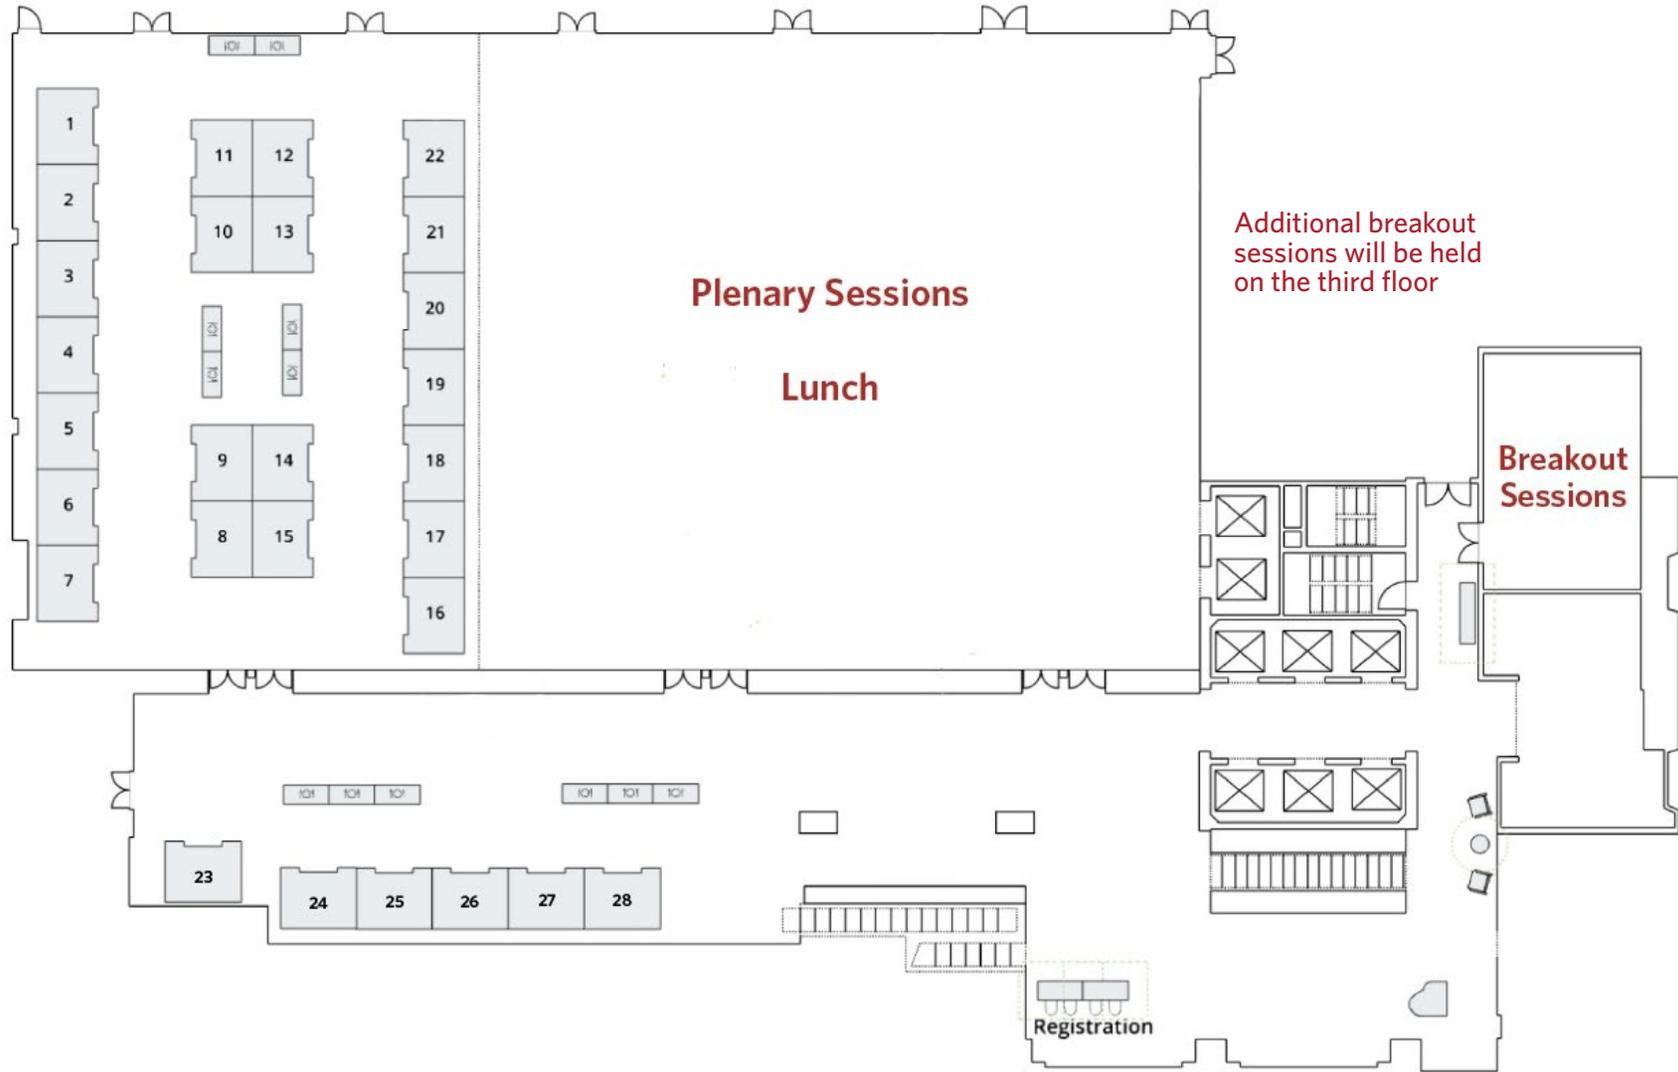 1
2
3
4
5
6
7
11 12
10 13
9 14
8 15
22
21
20
19
18
17
16
Plenary Sessions
Lunch
Additional breakout
sessions will be held
on the third floor
Breakout
Sessions
23
24 25 26 27 28
Registration